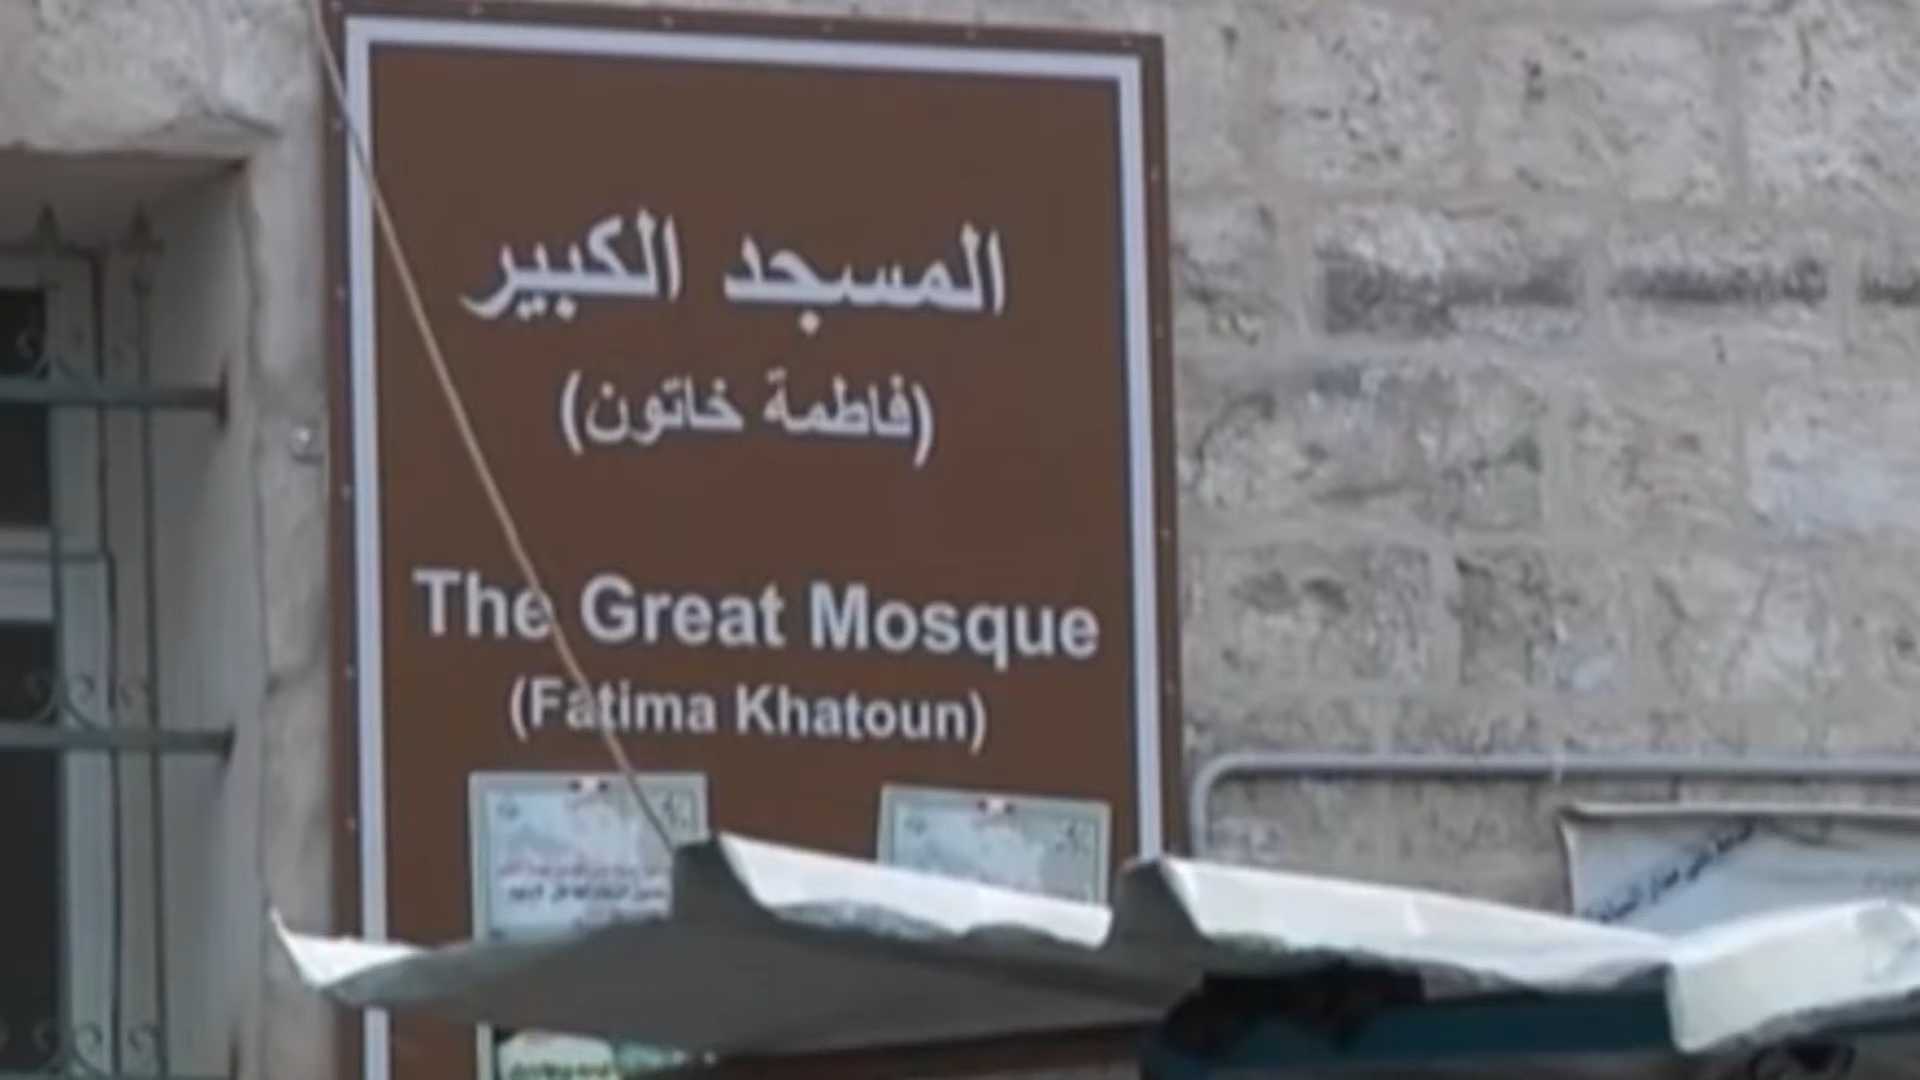 المسجد الكبير
(فاطمة خاتون)
The Great Mosque
(Fatima Khatoun)